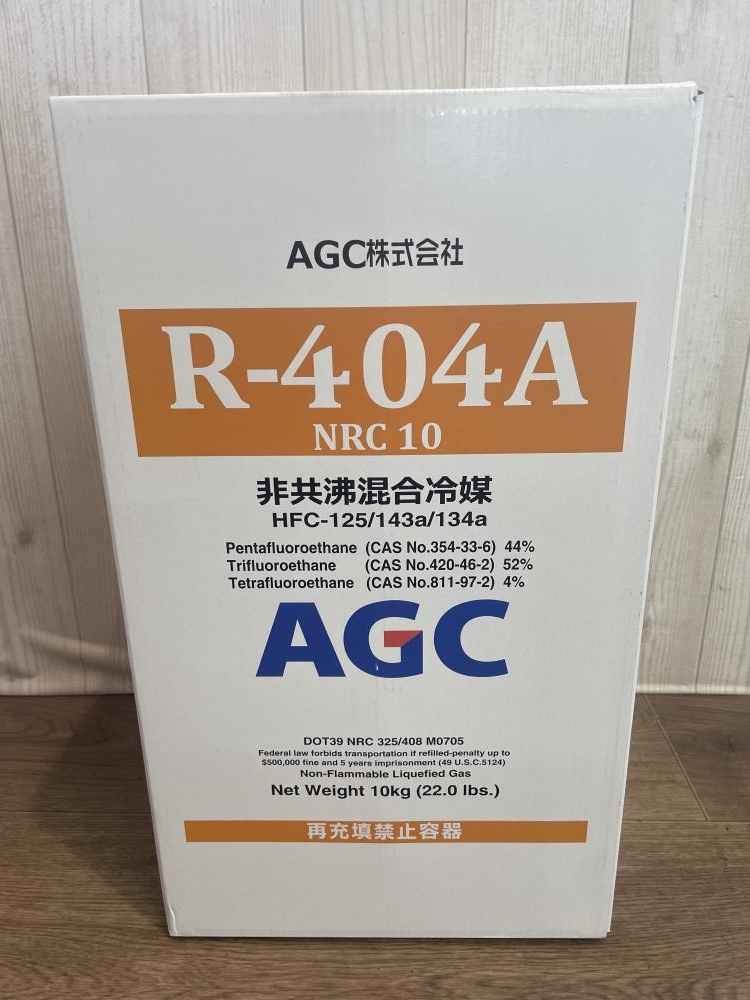 AGC株式会社
R-404A
NRC 10
非共沸混合冷媒
HFC-125/143a/134a
Pentafluoroethane (CAS No.354-33-6) 44%
Trifluoroethane (CAS No.420-46-2) 52%
Tetrafluoroethane (CAS No.811-97-2) 4%
AGC
DOT39 NRC 325/408 M0705
Federal law forbids transportation if refilled-penalty up to
$500,000 fine and 5 years imprisonment (49 U.S.C.5124)
Non-Flammable Liquefied Gas
Net Weight 10kg (22.0 lbs.)
再充填禁止容器